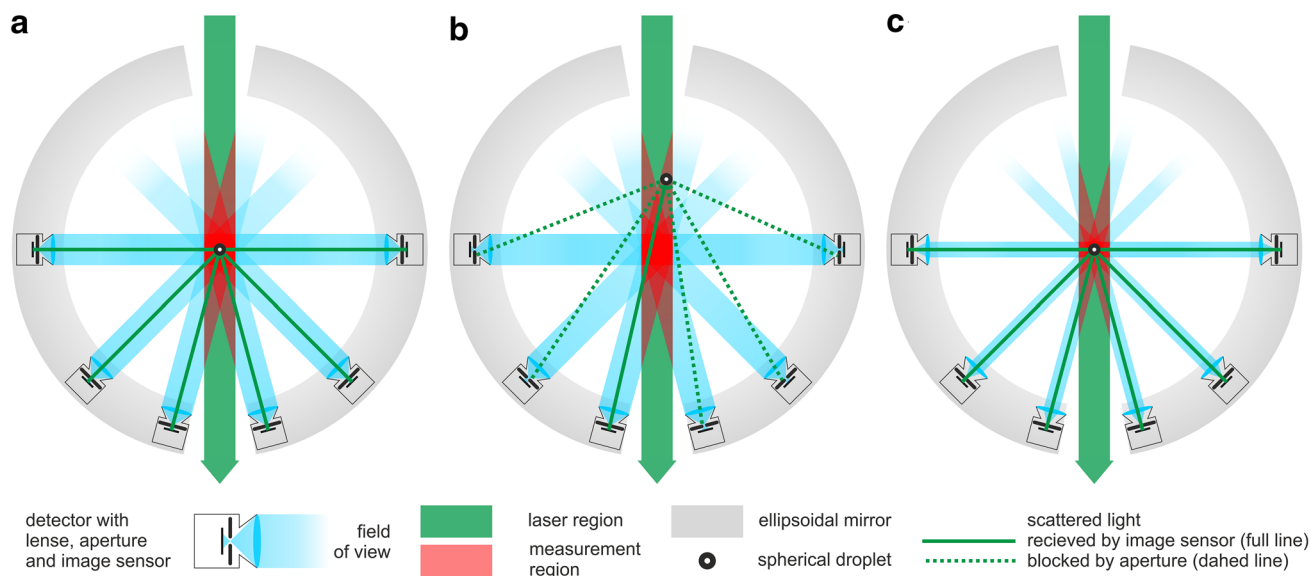 a
b
c
detector with
lense, aperture
and image sensor
field
of view
laser region
measurement
region
ellipsoidal mirror
spherical droplet
scattered light
recieved by image sensor (full line)
blocked by aperture (dahed line)